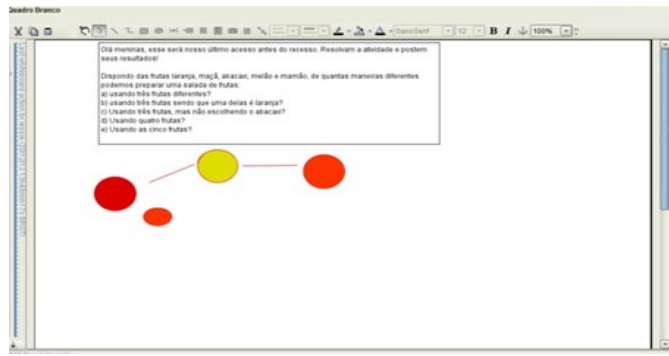 Quadro Branco
SansSerif 12 B I 100%
Olá meninas, esse será nosso último acesso antes do recesso. Resolvam a atividade e postem
seus resultados!
Dispondo das frutas laranja, maçã, abacaxi, melão e mamão, de quantas maneiras diferentes
podemos preparar uma salada de frutas:
a) usando três frutas diferentes?
b) usando três frutas sendo que uma delas é laranja?
c) Usando três frutas, mas não escolhendo o abacaxi?
d) Usando quatro frutas?
e) Usando as cinco frutas?